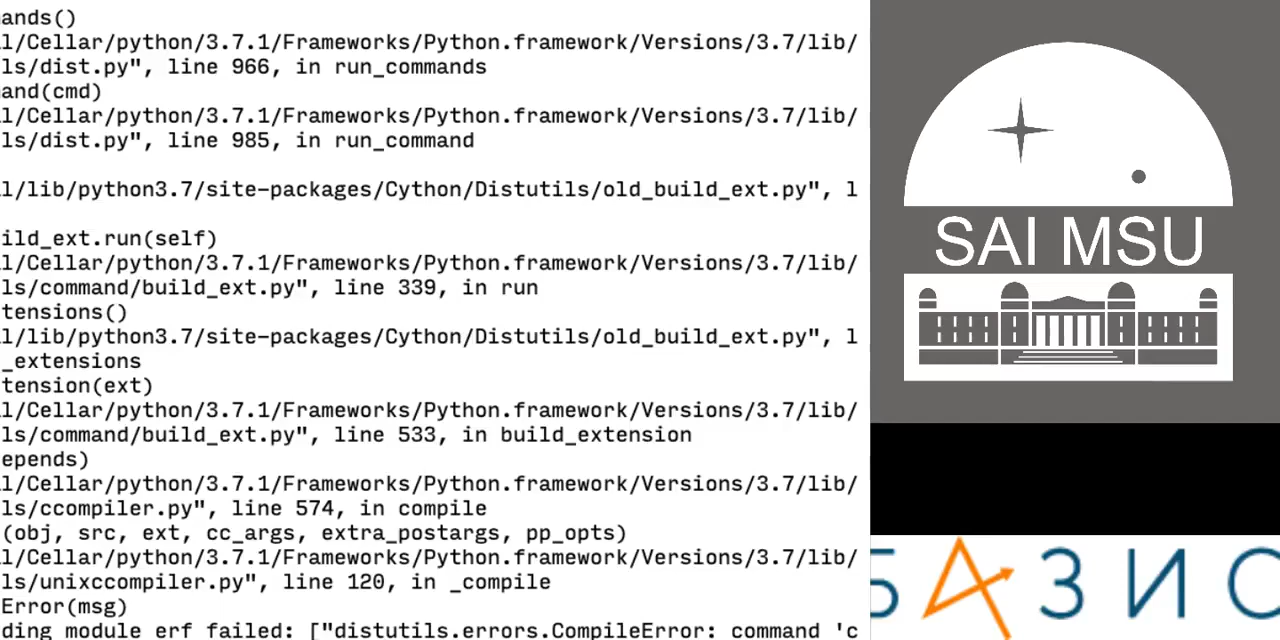 ands()
l/Cellar/python/3.7.1/Frameworks/Python.framework/Versions/3.7/lib/
ls/dist.py", line 966, in run_commands
and(cmd)
l/Cellar/python/3.7.1/Frameworks/Python.framework/Versions/3.7/lib/
ls/dist.py", line 985, in run_command
l/lib/python3.7/site-packages/Cython/Distutils/old_build_ext.py", l
ild_ext.run(self)
l/Cellar/python/3.7.1/Frameworks/Python.framework/Versions/3.7/lib/
ls/command/build_ext.py", line 339, in run
tensions()
l/lib/python3.7/site-packages/Cython/Distutils/old_build_ext.py", l
_extensions
tension(ext)
l/Cellar/python/3.7.1/Frameworks/Python.framework/Versions/3.7/lib/
ls/command/build_ext.py", line 533, in build_extension
epends)
l/Cellar/python/3.7.1/Frameworks/Python.framework/Versions/3.7/lib/
ls/ccompiler.py", line 574, in compile
(obj, src, ext, cc_args, extra_postargs, pp_opts)
l/Cellar/python/3.7.1/Frameworks/Python.framework/Versions/3.7/lib/
ls/unixccompiler.py", line 120, in _compile
Error(msg)
ding module erf failed: ["distutils.errors.CompileError: command 'c
SAI MSU
БАЗИС